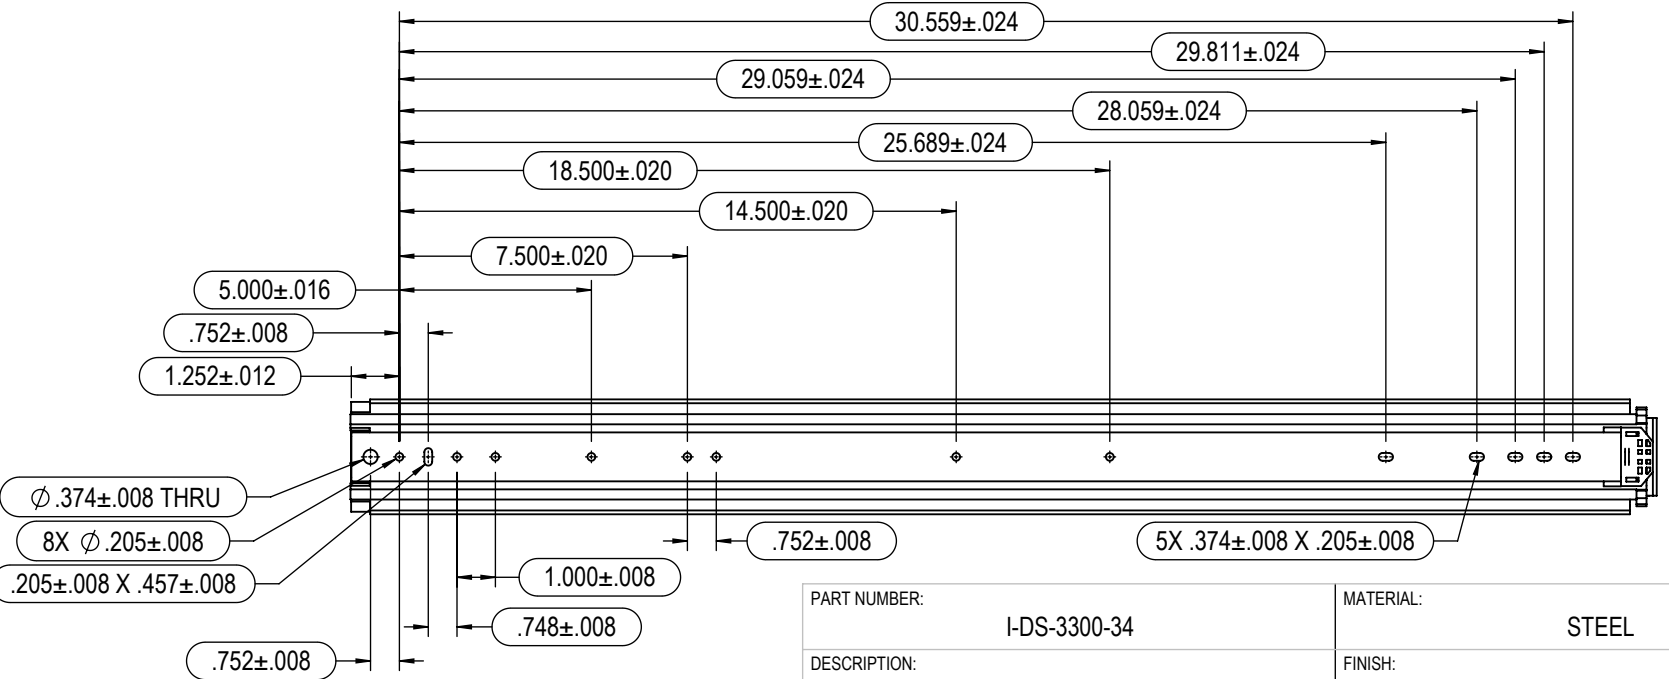 30.559±.024
29.811±.024
29.059±.024
28.059±.024
25.689±.024
18.500±.020
14.500±.020
7.500±.020
5.000±.016
.752±.008
1.252±.012
⌀ .374±.008 THRU
8X ⌀ .205±.008
.752±.008
5X .374±.008 X .205±.008
.205±.008 X .457±.008
1.000±.008
.748±.008
.752±.008
PART NUMBER:
I-DS-3300-34
MATERIAL:
STEEL
DESCRIPTION:
FINISH: